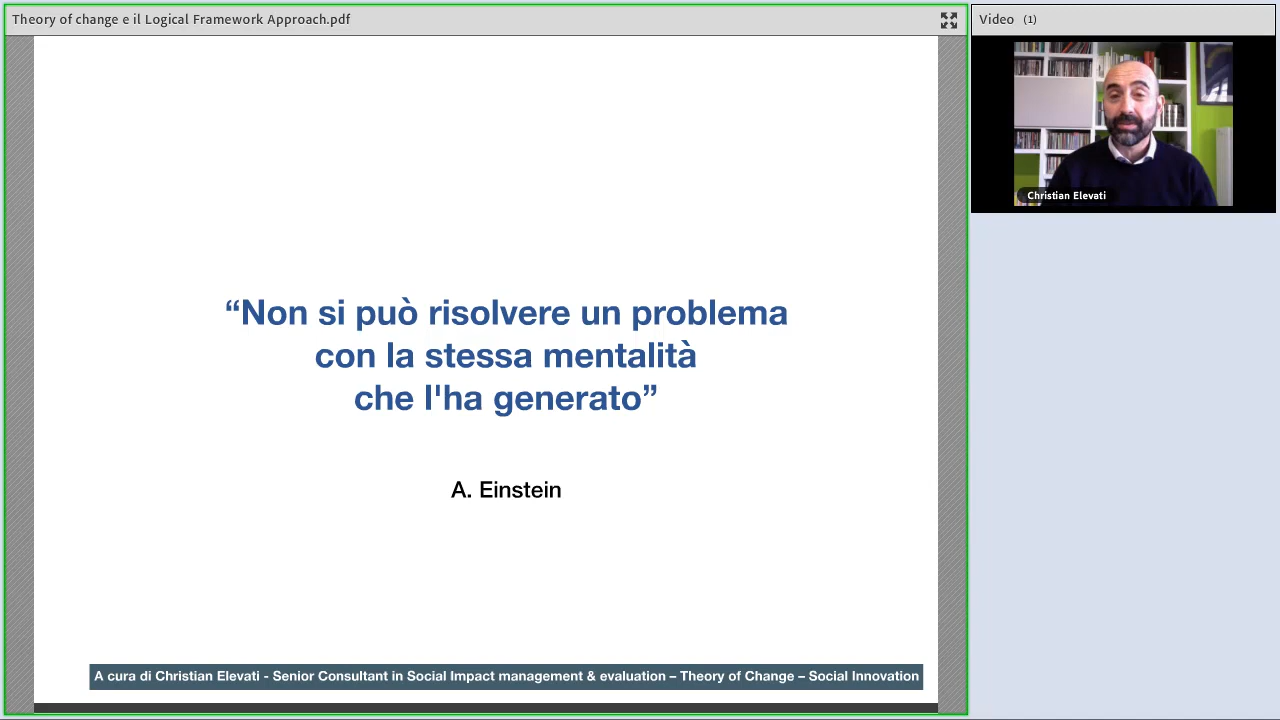 Theory of change e il Logical Framework Approach.pdf
Video (1)
Christian Elevati
“Non si può risolvere un problema
con la stessa mentalità
che l'ha generato”
A. Einstein
A cura di Christian Elevati - Senior Consultant in Social Impact management & evaluation – Theory of Change – Social Innovation